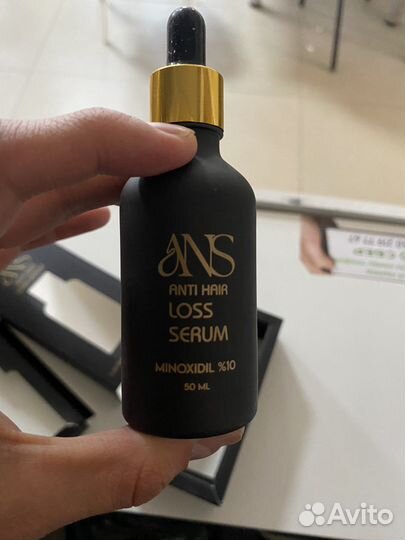 ANS
ANTI HAIR
LOSS
SERUM
MINOXIDIL %10
50 ML
Avito